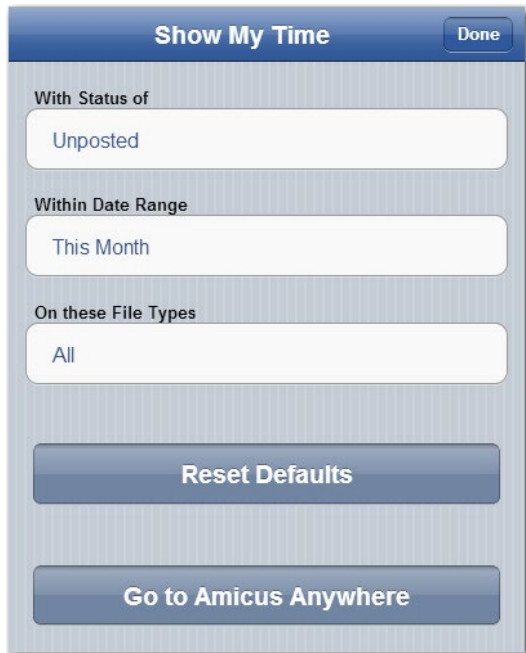 Show My Time
Done
With Status of
Unposted
Within Date Range
This Month
On these File Types
All
Reset Defaults
Go to Amicus Anywhere